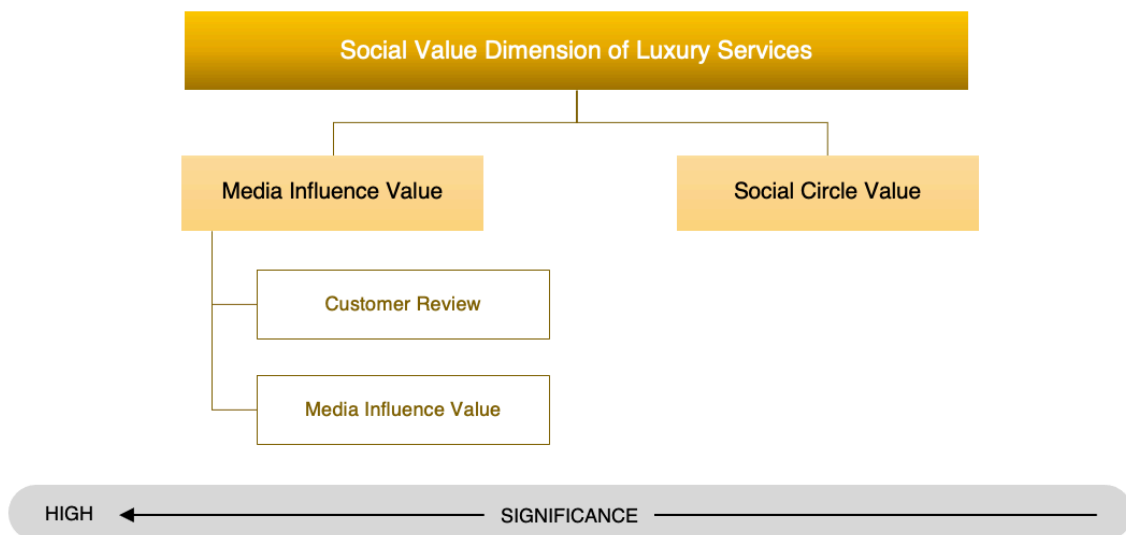 Social Value Dimension of Luxury Services
Media Influence Value
Social Circle Value
Customer Review
Media Influence Value
HIGH
SIGNIFICANCE